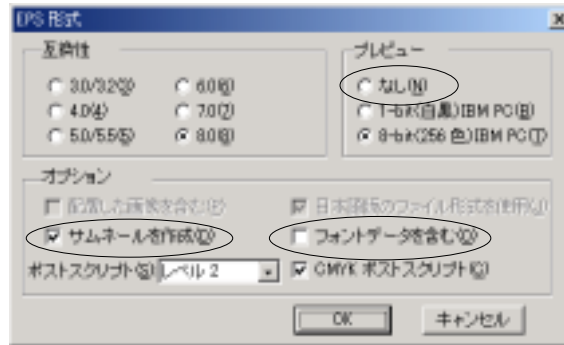 EPS 形式
互換性
3.0/3.2(3)
6.0(6)
4.0(4)
7.0(7)
5.0/5.5(5)
8.0(8)
プレビュー
なし(N)
1-bit(白黒)IBM PC(B)
8-bit(256 色)IBM PC(T)
オプション
配置した画像を含む(P)
日本語版のファイル形式を使用(J)
サムネールを作成(D)
フォントデータを含む(O)
ポストスクリプト(S)
レベル 2
CMYK ポストスクリプト(C)
OK
キャンセル